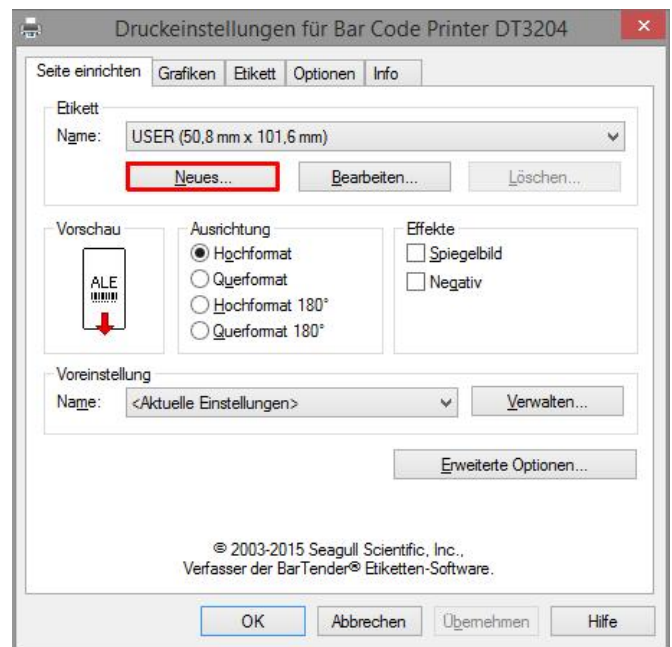 Druckeinstellungen für Bar Code Printer DT3204
Seite einrichten Grafiken Etikett Optionen Info
Etikett
Name: USER (50,8 mm x 101,6 mm)
Neues... Bearbeiten... Löschen...
Vorschau
ALE
Ausrichtung
Hochformat
Querformat
Hochformat 180°
Querformat 180°
Effekte
Spiegelbild
Negativ
Voreinstellung
Name: <Aktuelle Einstellungen> Verwalten...
Erweiterte Optionen...
© 2003-2015 Seagull Scientific, Inc.,
Verfasser der BarTender® Etiketten-Software.
OK Abbrechen Übernehmen Hilfe